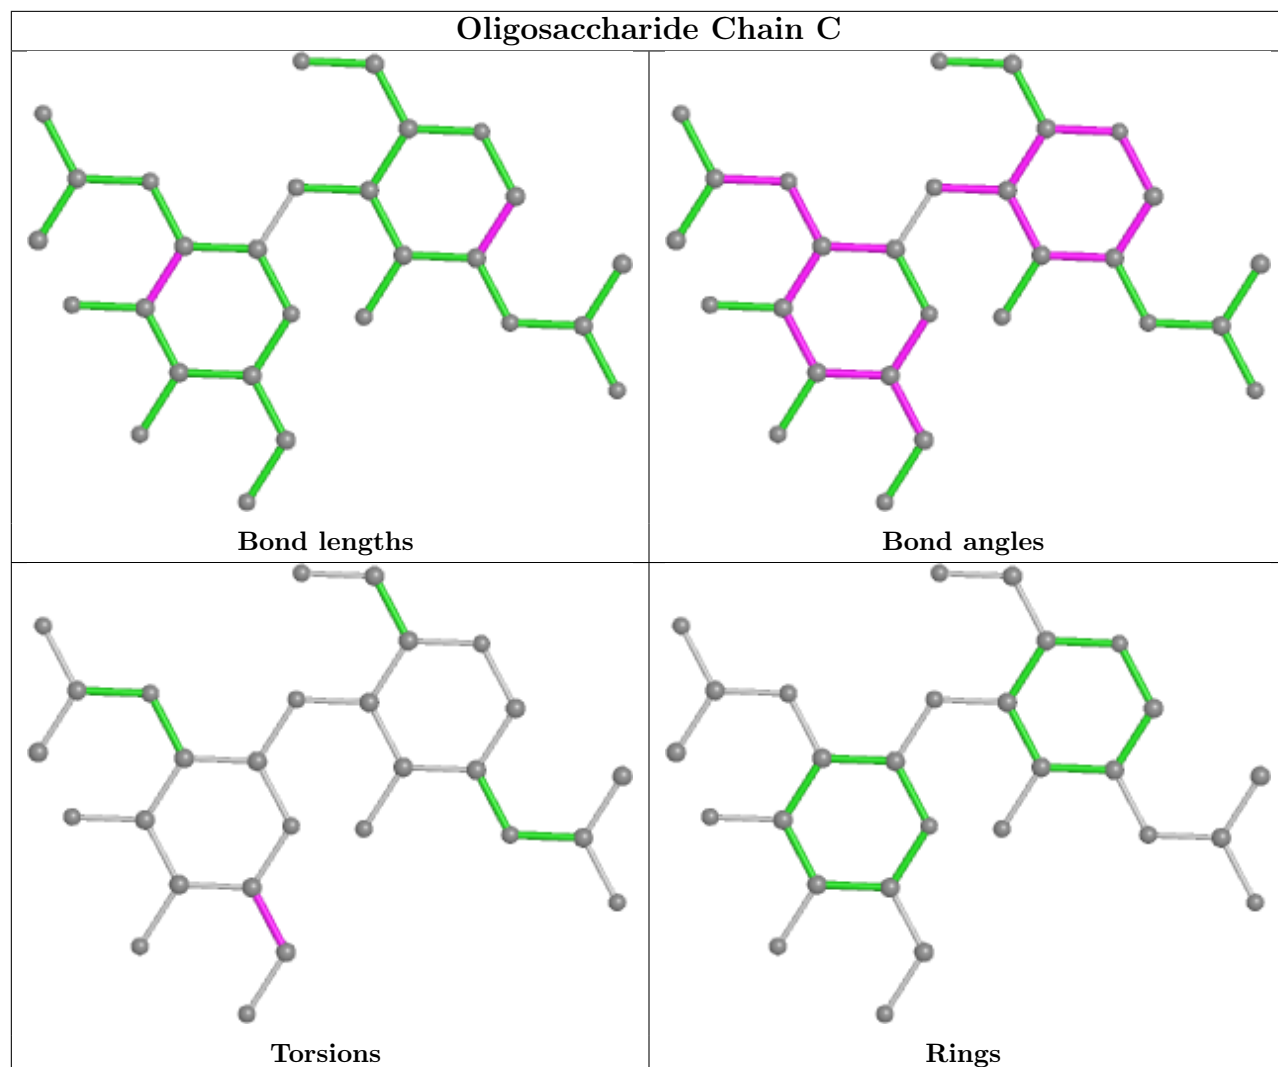 Oligosaccharide Chain C
Bond lengths
Bond angles
Torsions
Rings